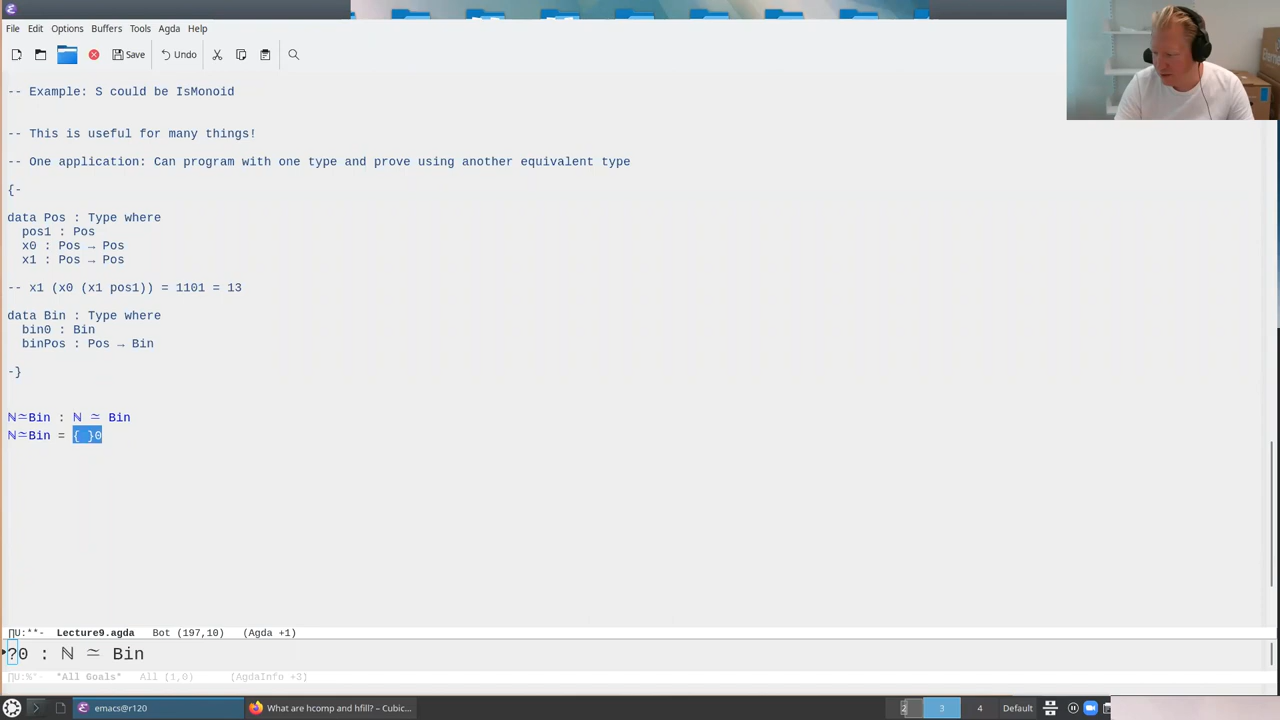 File Edit Options Buffers Tools Agda Help
Save Undo
-- Example: S could be IsMonoid
-- This is useful for many things!
-- One application: Can program with one type and prove using another equivalent type
{-
data Pos : Type where
pos1 : Pos
x0 : Pos → Pos
x1 : Pos → Pos
-- x1 (x0 (x1 pos1)) = 1101 = 13
data Bin : Type where
bin0 : Bin
binPos : Pos → Bin
-}
ℕ≃Bin : ℕ ≃ Bin
ℕ≃Bin = { }0
∏U:**- Lecture9.agda Bot (197,10) (Agda +1)
?0 : ℕ ≃ Bin
∏U:%*- *All Goals* All (1,0) (AgdaInfo +3)
emacs@r120 What are hcomp and hfill? – Cubic... 2 3 4 Default